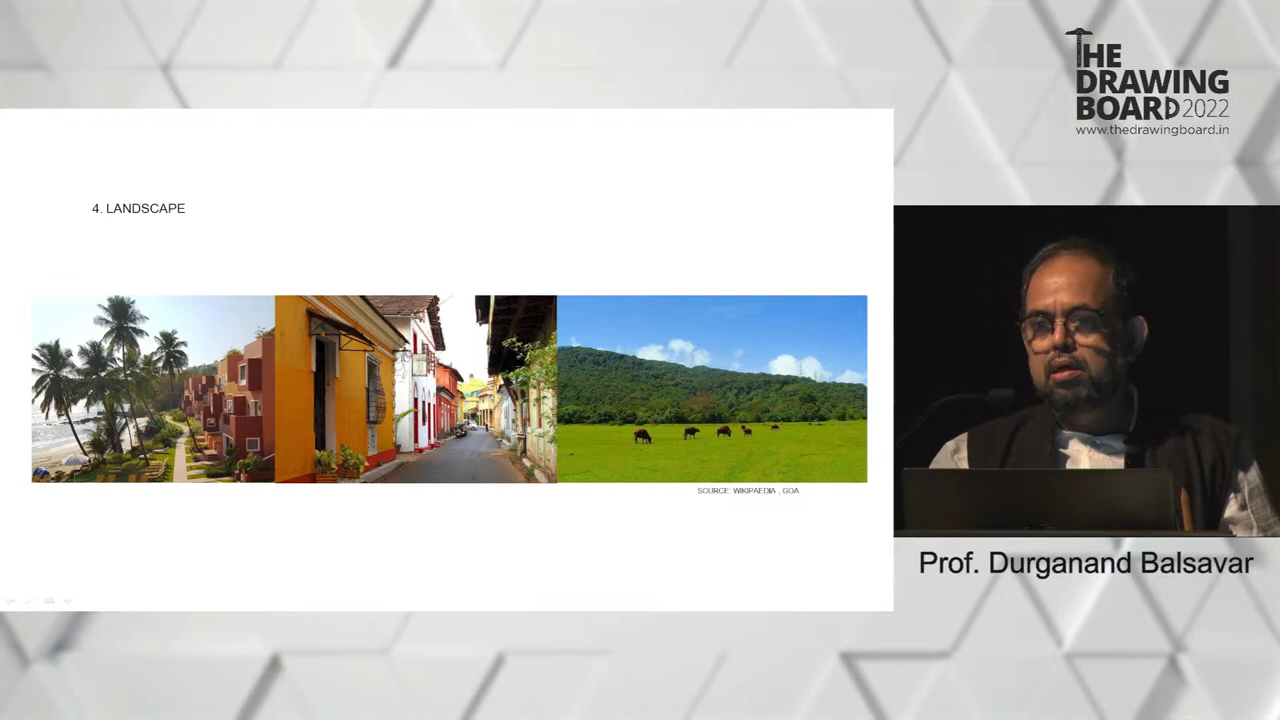 THE
DRAWING
BOARD 2022
www.thedrawingboard.in
4. LANDSCAPE
SOURCE: WIKIPAEDIA , GOA
Prof. Durganand Balsavar